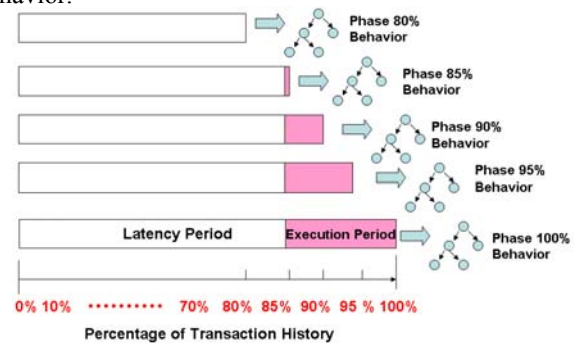 havior.
Phase 80%
Behavior
Phase 85%
Behavior
Phase 90%
Behavior
Phase 95%
Behavior
Latency Period
Execution Period
Phase 100%
Behavior
0% 10% 70% 80% 85% 90% 95 % 100%
Percentage of Transaction History